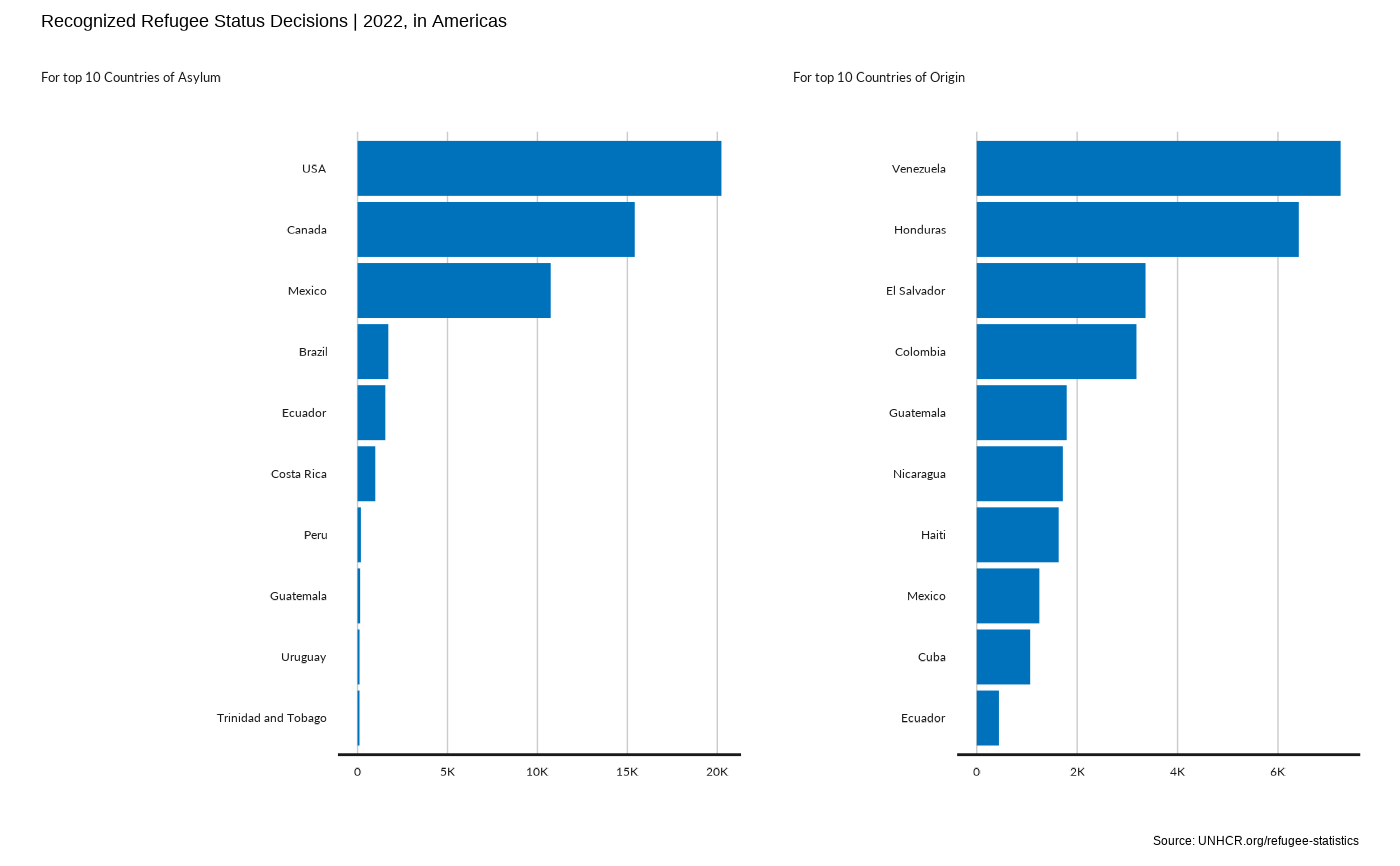 Recognized Refugee Status Decisions | 2022, in Americas
For top 10 Countries of Asylum
USA
Canada
Mexico
Brazil
Ecuador
Costa Rica
Peru
Guatemala
Uruguay
Trinidad and Tobago
0 5K 10K 15K 20K
For top 10 Countries of Origin
Venezuela
Honduras
El Salvador
Colombia
Guatemala
Nicaragua
Haiti
Mexico
Cuba
Ecuador
0 2K 4K 6K
Source: UNHCR.org/refugee-statistics